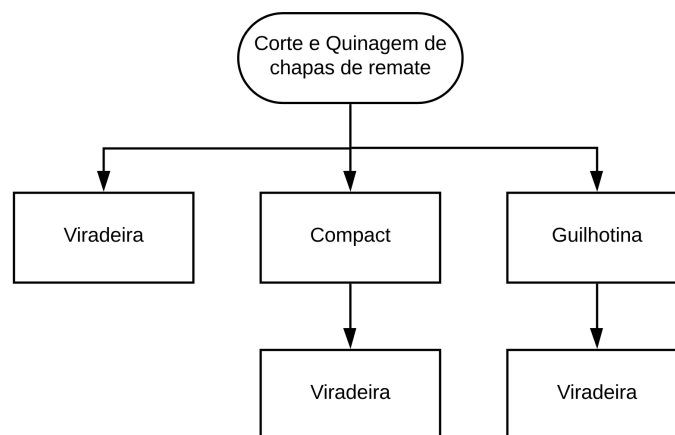 Corte e Quinagem de
chapas de remate
Viradeira
Compact
Guilhotina
Viradeira
Viradeira